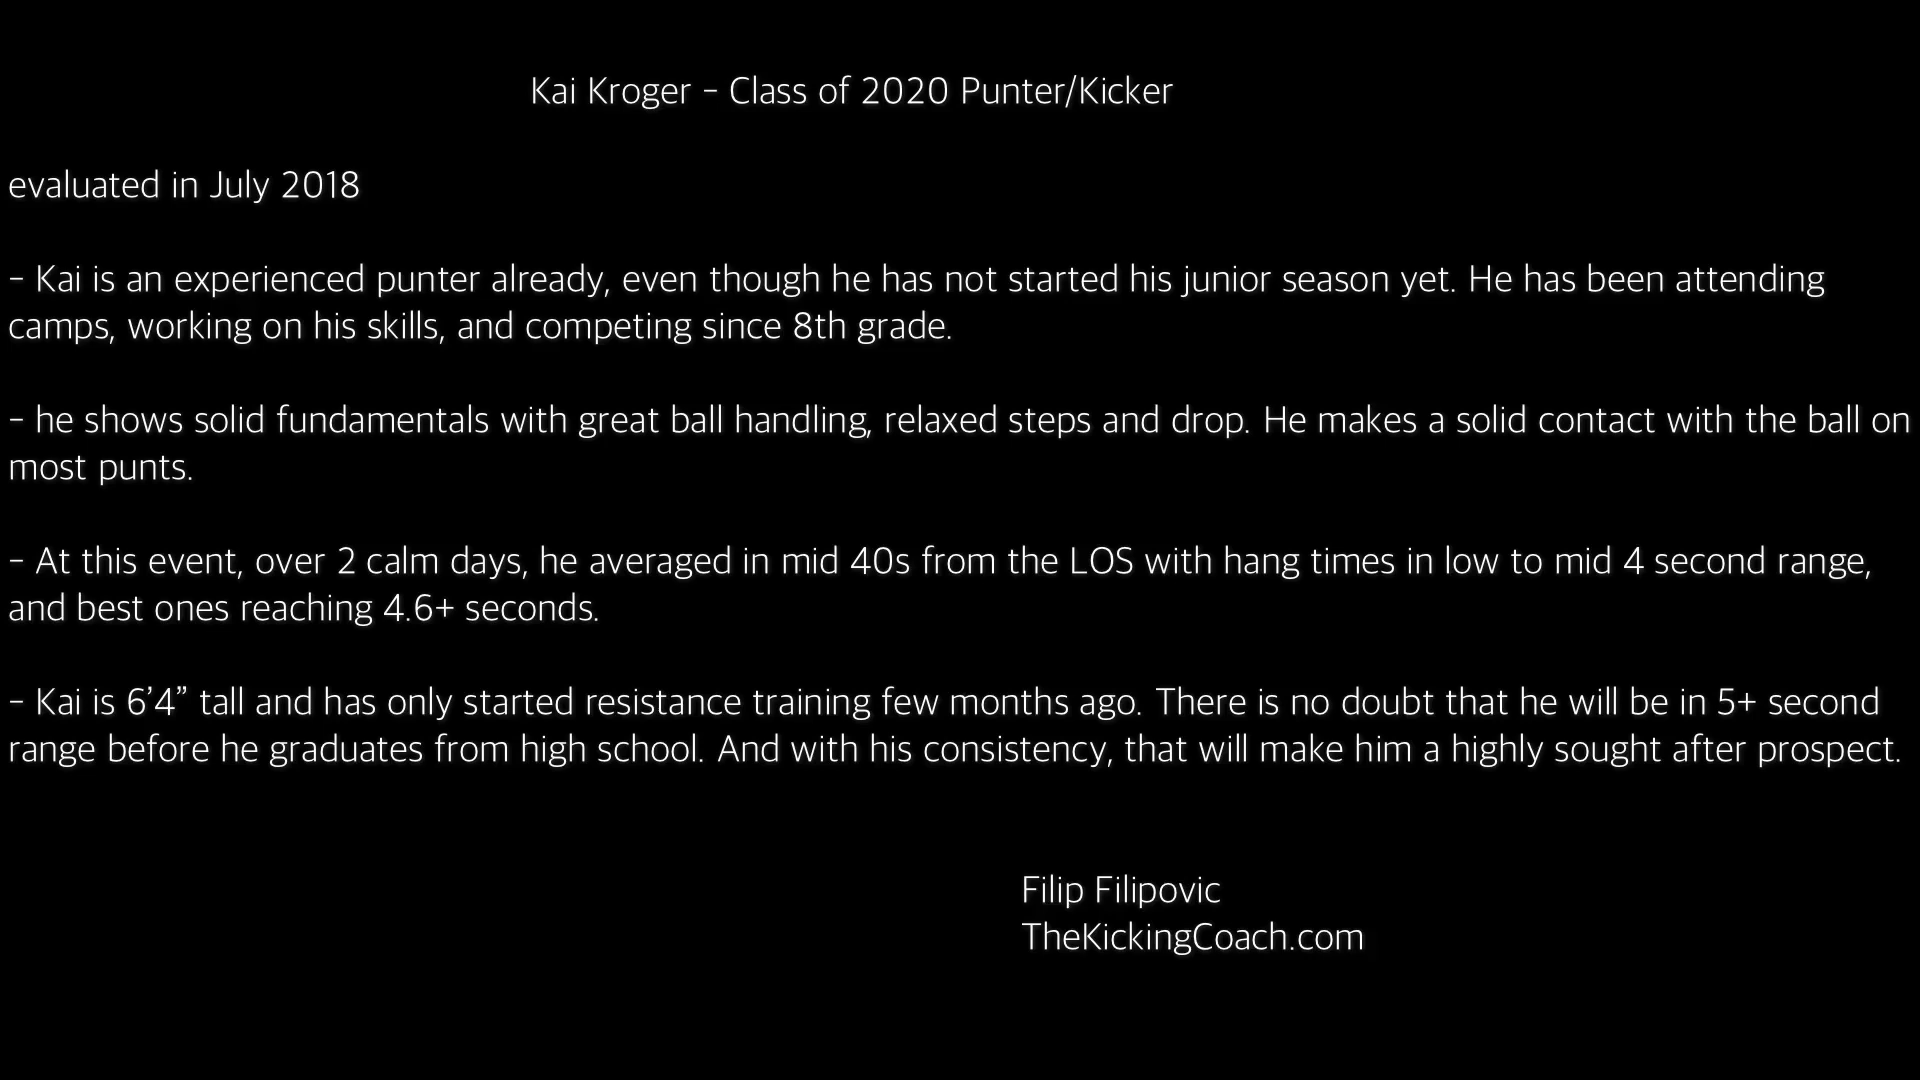 Kai Kroger - Class of 2020 Punter/Kicker
evaluated in July 2018
- Kai is an experienced punter already, even though he has not started his junior season yet. He has been attending
camps, working on his skills, and competing since 8th grade.
- he shows solid fundamentals with great ball handling, relaxed steps and drop. He makes a solid contact with the ball on
most punts.
- At this event, over 2 calm days, he averaged in mid 40s from the LOS with hang times in low to mid 4 second range,
and best ones reaching 4.6+ seconds.
- Kai is 6’4” tall and has only started resistance training few months ago. There is no doubt that he will be in 5+ second
range before he graduates from high school. And with his consistency, that will make him a highly sought after prospect.
Filip Filipovic
TheKickingCoach.com